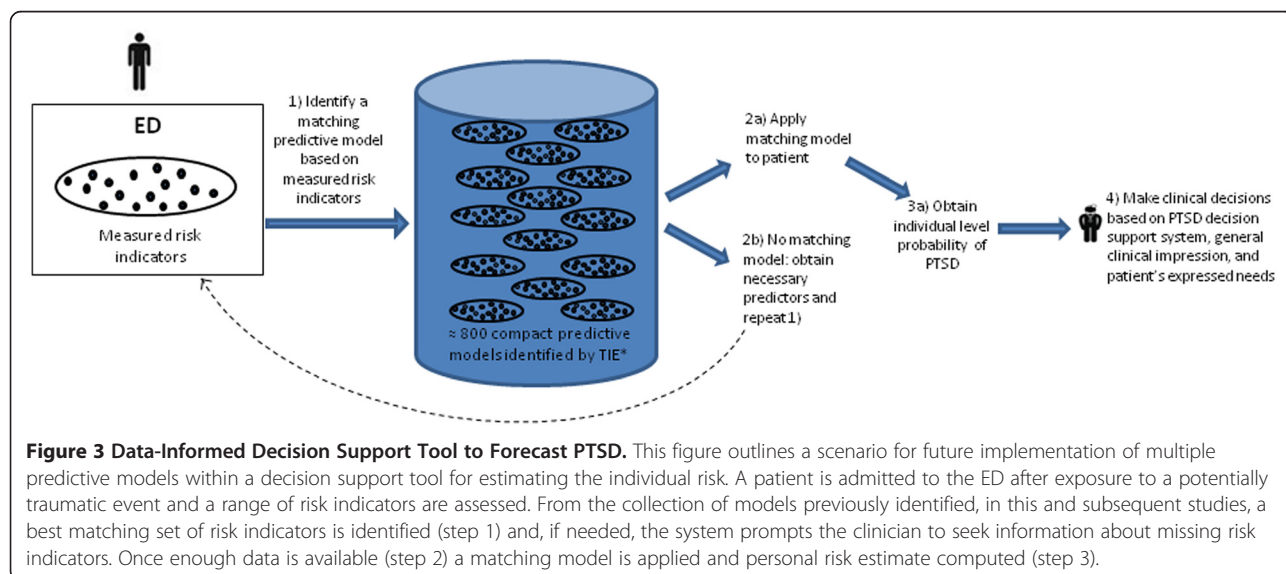 ED
Measured risk
indicators
1) Identify a
matching
predictive model
based on
measured risk
indicators
≈ 800 compact predictive
models identified by TIE*
2a) Apply
matching model
to patient
2b) No matching
model: obtain
necessary
predictors and
repeat 1)
3a) Obtain
individual level
probability of
PTSD
4) Make clinical decisions
based on PTSD decision
support system, general
clinical impression, and
patient's expressed needs
Figure 3 Data-Informed Decision Support Tool to Forecast PTSD. This figure outlines a scenario for future implementation of multiple
predictive models within a decision support tool for estimating the individual risk. A patient is admitted to the ED after exposure to a potentially
traumatic event and a range of risk indicators are assessed. From the collection of models previously identified, in this and subsequent studies, a
best matching set of risk indicators is identified (step 1) and, if needed, the system prompts the clinician to seek information about missing risk
indicators. Once enough data is available (step 2) a matching model is applied and personal risk estimate computed (step 3).